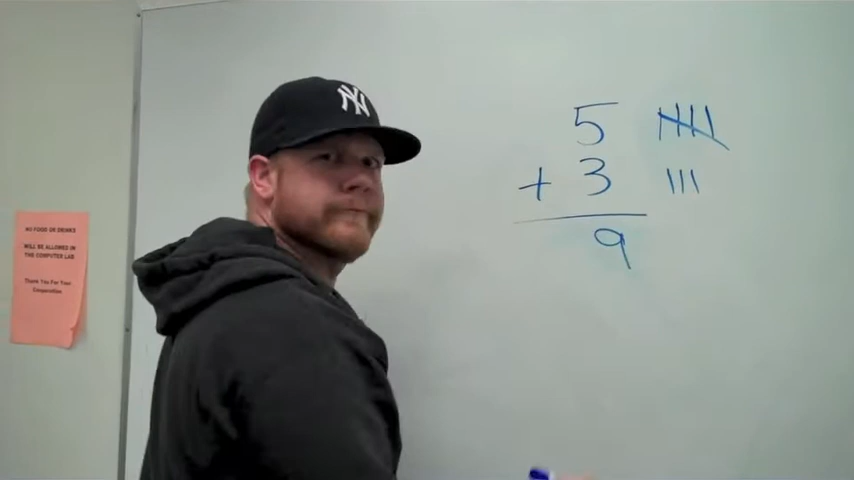 NY
NO FOOD OR DRINKS
WILL BE ALLOWED IN
THE COMPUTER LAB
Thank You For Your
Cooperation
5
+ 3
9